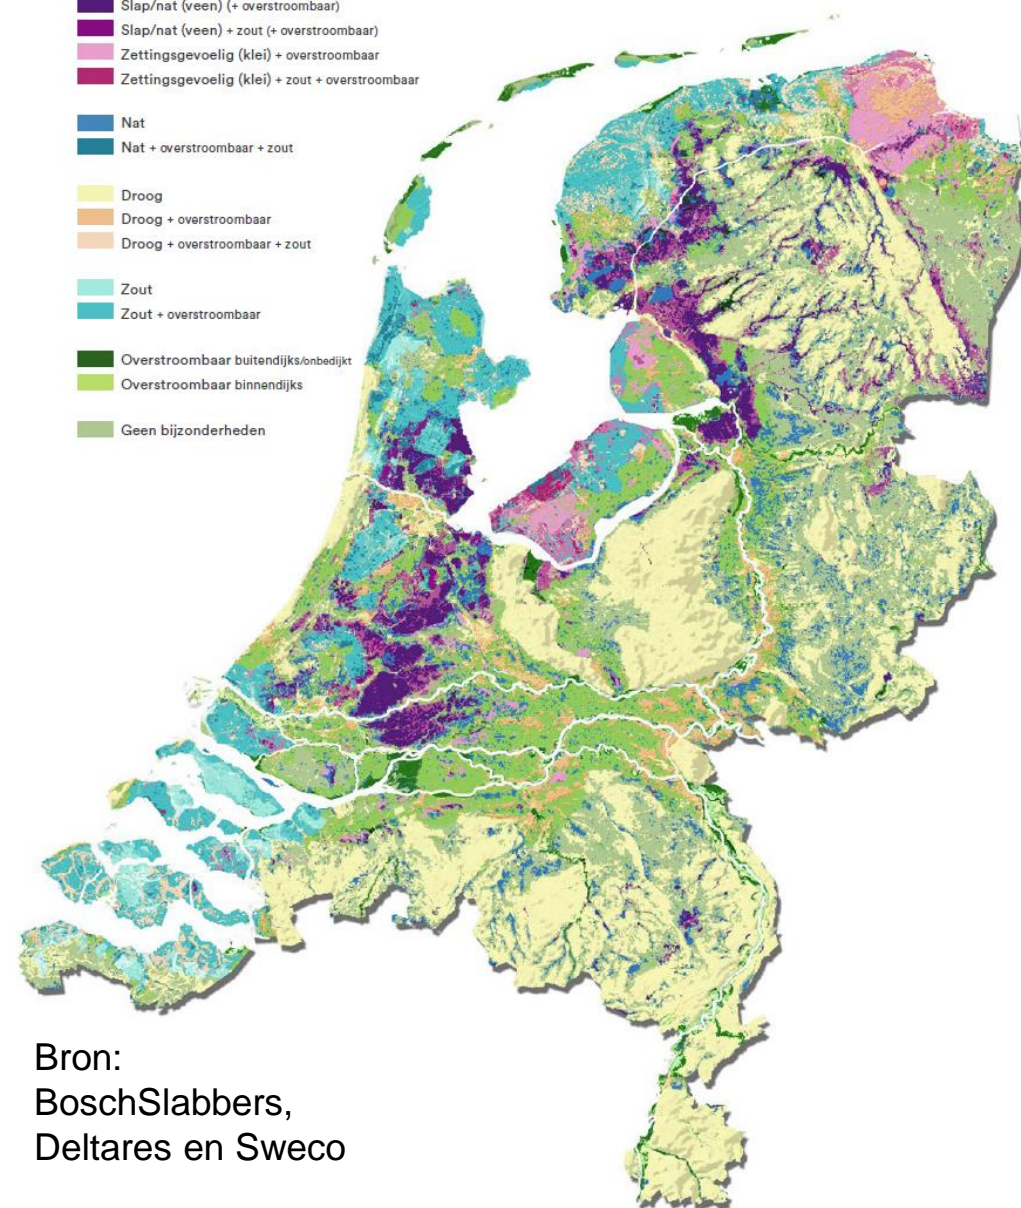 Slap/nat (veen) (+ overstroombaar)
Slap/nat (veen) + zout (+ overstroombaar)
Zettingsgevoelig (klei) + overstroombaar
Zettingsgevoelig (klei) + zout + overstroombaar
Nat
Nat + overstroombaar + zout
Droog
Droog + overstroombaar
Droog + overstroombaar + zout
Zout
Zout + overstroombaar
Overstroombaar buitendijks/onbedijkt
Overstroombaar binnendijks
Geen bijzonderheden
Bron:
BoschSlabbers,
Deltares en Sweco